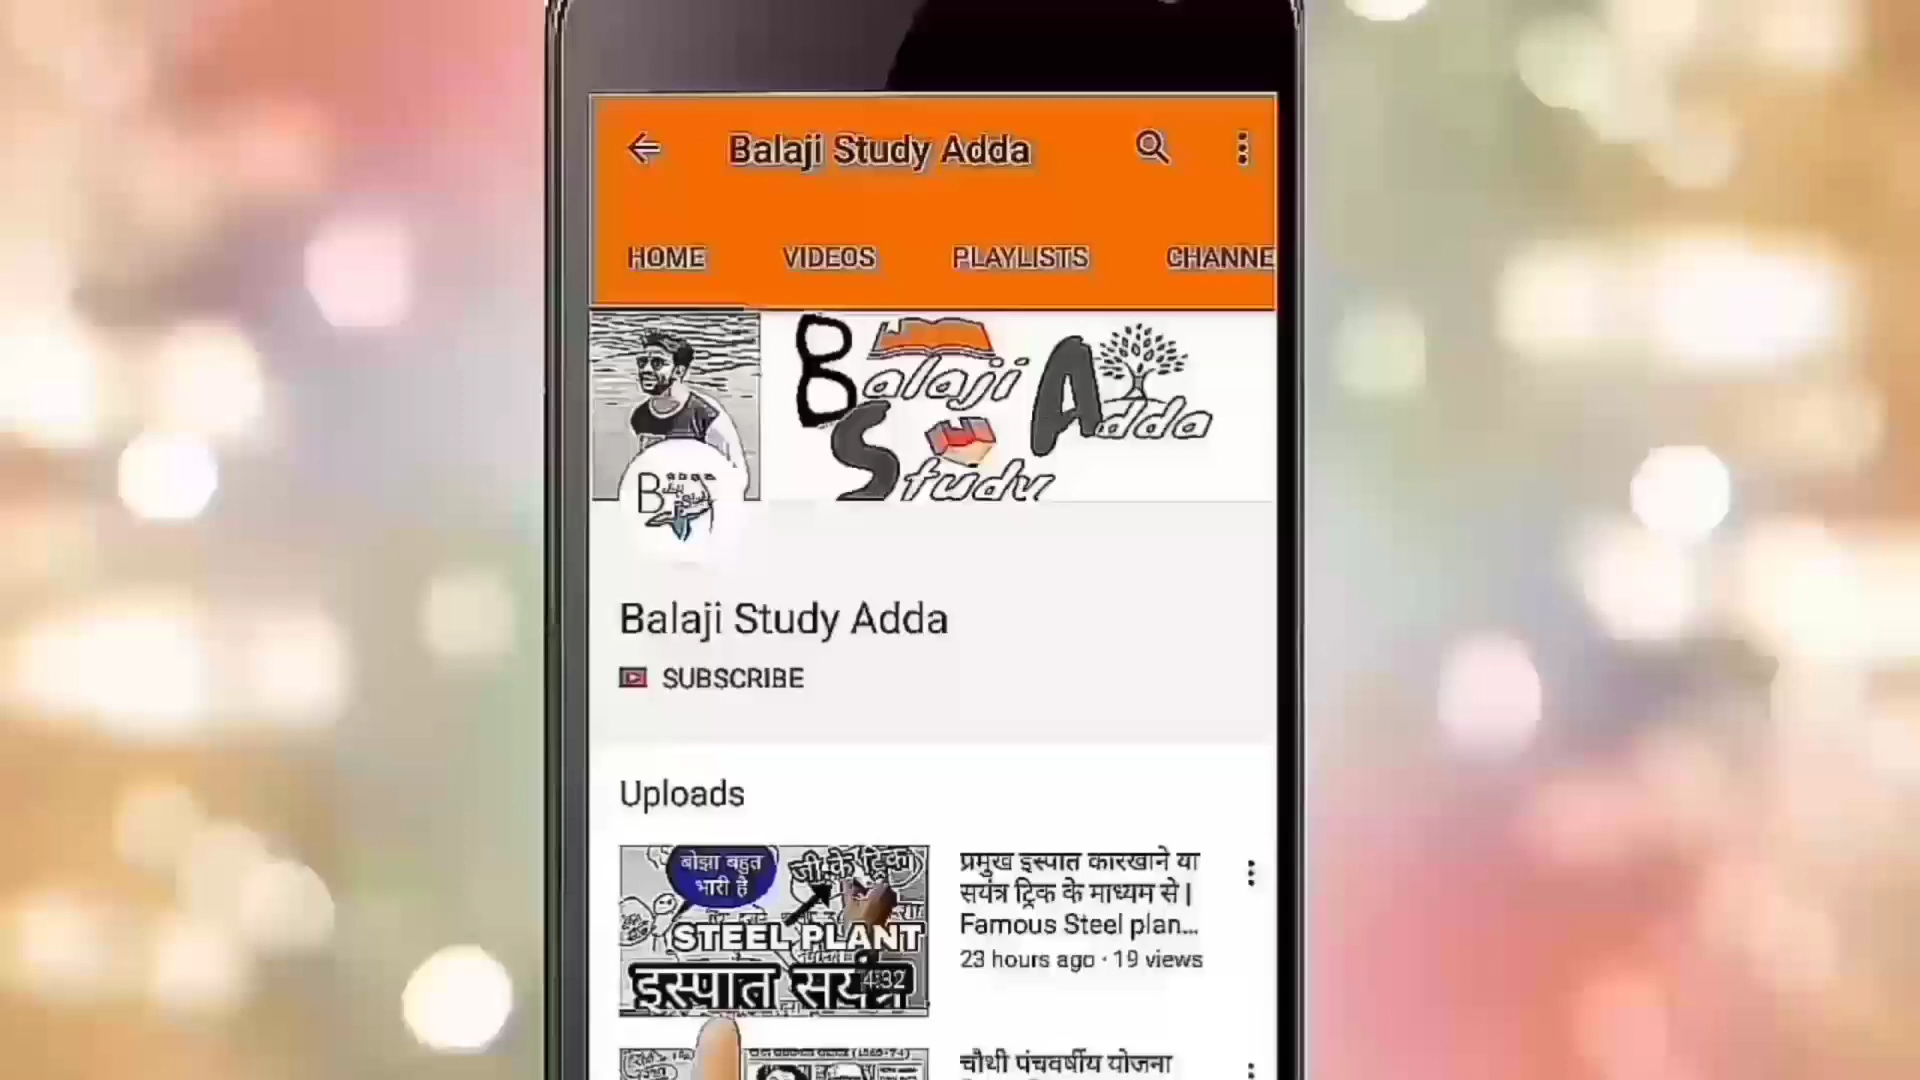 Balaji Study Adda
HOME VIDEOS PLAYLISTS CHANNE
Balaji Adda
Study
Balaji Study Adda
SUBSCRIBE
Uploads
बोझा बहुत
भारी है
जी.के ट्रिक
STEEL PLANT
इस्पात सयंत्र
4:32
प्रमुख इस्पात कारखाने या
सयंत्र ट्रिक के माध्यम से |
Famous Steel plan...
23 hours ago · 19 views
चौथी पंचवर्षीय योजना